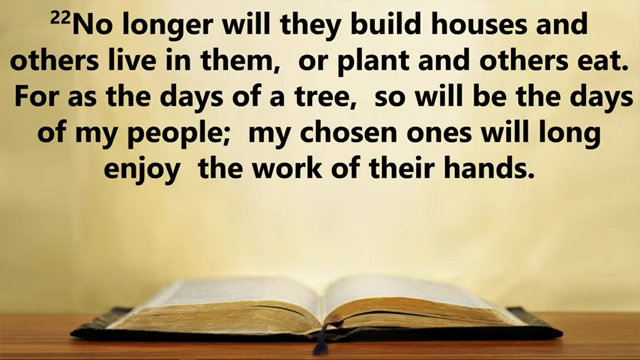 22No longer will they build houses and
others live in them, or plant and others eat.
For as the days of a tree, so will be the days
of my people; my chosen ones will long
enjoy the work of their hands.